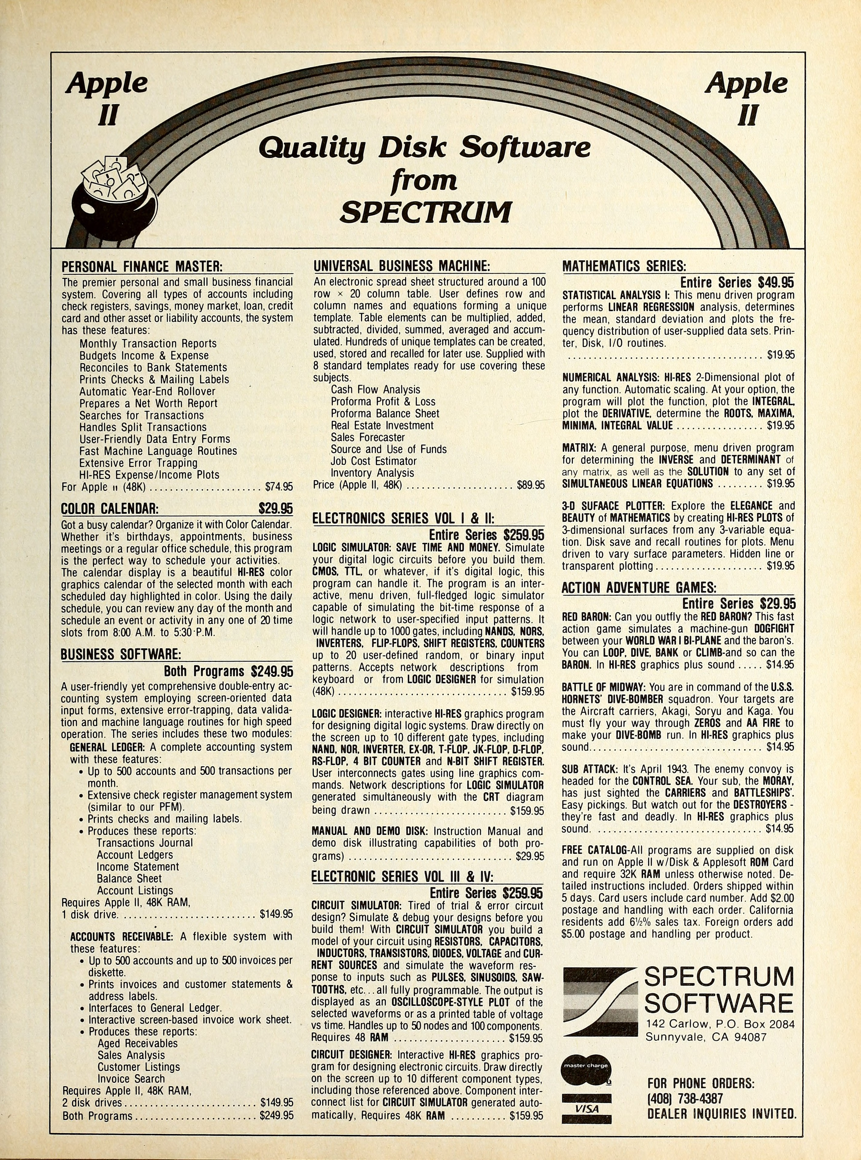 Apple
II
Apple
II
Quality Disk Software
from
SPECTRUM
PERSONAL FINANCE MASTER:
The premier personal and small business financial
system. Covering all types of accounts including
check registers, savings, money market, loan, credit
card and other asset or liability accounts, the system
has these features:
Monthly Transaction Reports
Budgets Income & Expense
Reconciles to Bank Statements
Prints Checks & Mailing Labels
Automatic Year-End Rollover
Prepares a Net Worth Report
Searches for Transactions
Handles Split Transactions
User-Friendly Data Entry Forms
Fast Machine Language Routines
Extensive Error Trapping
HI-RES Expense/Income Plots
For Apple II (48K) ...................... $74.95
COLOR CALENDAR: $29.95
Got a busy calendar? Organize it with Color Calendar.
Whether it's birthdays, appointments, business
meetings or a regular office schedule, this program
is the perfect way to schedule your activities.
The calendar display is a beautiful HI-RES color
graphics calendar of the selected month with each
scheduled day highlighted in color. Using the daily
schedule, you can review any day of the month and
schedule an event or activity in any one of 20 time
slots from 8:00 A.M. to 5:30 P.M.
BUSINESS SOFTWARE:
Both Programs $249.95
A user-friendly yet comprehensive double-entry ac-
counting system employing screen-oriented data
input forms, extensive error-trapping, data valida-
tion and machine language routines for high speed
operation. The series includes these two modules:
GENERAL LEDGER: A complete accounting system
with these features:
• Up to 500 accounts and 500 transactions per
month.
• Extensive check register management system
(similar to our PFM).
• Prints checks and mailing labels.
• Produces these reports:
Transactions Journal
Account Ledgers
Income Statement
Balance Sheet
Account Listings
Requires Apple II, 48K RAM,
1 disk drive. ......................... $149.95
ACCOUNTS RECEIVABLE: A flexible system with
these features:
• Up to 500 accounts and up to 500 invoices per
diskette.
• Prints invoices and customer statements &
address labels.
• Interfaces to General Ledger.
• Interactive screen-based invoice work sheet.
• Produces these reports:
Aged Receivables
Sales Analysis
Customer Listings
Invoice Search
Requires Apple II, 48K RAM,
2 disk drives ......................... $149.95
Both Programs ......................... $249.95
UNIVERSAL BUSINESS MACHINE:
An electronic spread sheet structured around a 100
row × 20 column table. User defines row and
column names and equations forming a unique
template. Table elements can be multiplied, added,
subtracted, divided, summed, averaged and accum-
ulated. Hundreds of unique templates can be created,
used, stored and recalled for later use. Supplied with
8 standard templates ready for use covering these
subjects.
Cash Flow Analysis
Proforma Profit & Loss
Proforma Balance Sheet
Real Estate Investment
Sales Forecaster
Source and Use of Funds
Job Cost Estimator
Inventory Analysis
Price (Apple II, 48K) ...................... $89.95
ELECTRONICS SERIES VOL I & II:
Entire Series $259.95
LOGIC SIMULATOR: SAVE TIME AND MONEY. Simulate
your digital logic circuits before you build them.
CMOS, TTL, or whatever, if it's digital logic, this
program can handle it. The program is an inter-
active, menu driven, full-fledged logic simulator
capable of simulating the bit-time response of a
logic network to user-specified input patterns. It
will handle up to 1000 gates, including NANDS, NORS,
INVERTERS, FLIP-FLOPS, SHIFT REGISTERS, COUNTERS
up to 20 user-defined random, or binary input
patterns. Accepts network descriptions from
keyboard or from LOGIC DESIGNER for simulation
(48K) ............................... $159.95
LOGIC DESIGNER: interactive HI-RES graphics program
for designing digital logic systems. Draw directly on
the screen up to 10 different gate types, including
NAND, NOR, INVERTER, EX-OR, T-FLOP, JK-FLOP, D-FLOP,
RS-FLOP, 4 BIT COUNTER and N-BIT SHIFT REGISTER.
User interconnects gates using line graphics com-
mands. Network descriptions for LOGIC SIMULATOR
generated simultaneously with the CRT diagram
being drawn ......................... $159.95
MANUAL AND DEMO DISK: Instruction Manual and
demo disk illustrating capabilities of both pro-
grams) ............................... $29.95
ELECTRONIC SERIES VOL III & IV:
Entire Series $259.95
CIRCUIT SIMULATOR: Tired of trial & error circuit
design? Simulate & debug your designs before you
build them! With CIRCUIT SIMULATOR you build a
model of your circuit using RESISTORS, CAPACITORS,
INDUCTORS, TRANSISTORS, DIODES, VOLTAGE and CUR-
RENT SOURCES and simulate the waveform res-
ponse to inputs such as PULSES, SINUSOIDS, SAW-
TOOTHS, etc... all fully programmable. The output is
displayed as an OSCILLOSCOPE-STYLE PLOT of the
selected waveforms or as a printed table of voltage
vs time. Handles up to 50 nodes and 100 components.
Requires 48 RAM ...................... $159.95
CIRCUIT DESIGNER: Interactive HI-RES graphics pro-
gram for designing electronic circuits. Draw directly
on the screen up to 10 different component types,
including those referenced above. Component inter-
connect list for CIRCUIT SIMULATOR generated auto-
matically, Requires 48K RAM ........... $159.95
MATHEMATICS SERIES:
Entire Series $49.95
STATISTICAL ANALYSIS I: This menu driven program
performs LINEAR REGRESSION analysis, determines
the mean, standard deviation and plots the fre-
quency distribution of user-supplied data sets. Prin-
ter, Disk, I/O routines.
................................... $19.95
NUMERICAL ANALYSIS: HI-RES 2-Dimensional plot of
any function. Automatic scaling. At your option, the
program will plot the function, plot the INTEGRAL,
plot the DERIVATIVE, determine the ROOTS, MAXIMA,
MINIMA, INTEGRAL VALUE ................ $19.95
MATRIX: A general purpose, menu driven program
for determining the INVERSE and DETERMINANT of
any matrix, as well as the SOLUTION to any set of
SIMULTANEOUS LINEAR EQUATIONS ......... $19.95
3-D SUFAACE PLOTTER: Explore the ELEGANCE and
BEAUTY of MATHEMATICS by creating HI-RES PLOTS of
3-dimensional surfaces from any 3-variable equa-
tion. Disk save and recall routines for plots. Menu
driven to vary surface parameters. Hidden line or
transparent plotting ..................... $19.95
ACTION ADVENTURE GAMES:
Entire Series $29.95
RED BARON: Can you outfly the RED BARON? This fast
action game simulates a machine-gun DOGFIGHT
between your WORLD WAR I BI-PLANE and the baron's.
You can LOOP, DIVE, BANK or CLIMB-and so can the
BARON. In HI-RES graphics plus sound ..... $14.95
BATTLE OF MIDWAY: You are in command of the U.S.S.
HORNETS' DIVE-BOMBER squadron. Your targets are
the Aircraft carriers, Akagi, Soryu and Kaga. You
must fly your way through ZEROS and AA FIRE to
make your DIVE-BOMB run. In HI-RES graphics plus
sound................................ $14.95
SUB ATTACK: It's April 1943. The enemy convoy is
headed for the CONTROL SEA. Your sub, the MORAY,
has just sighted the CARRIERS and BATTLESHIPS'.
Easy pickings. But watch out for the DESTROYERS -
they're fast and deadly. In HI-RES graphics plus
sound. .............................. $14.95
FREE CATALOG-All programs are supplied on disk
and run on Apple II w/Disk & Applesoft ROM Card
and require 32K RAM unless otherwise noted. De-
tailed instructions included. Orders shipped within
5 days. Card users include card number. Add $2.00
postage and handling with each order. California
residents add 6½% sales tax. Foreign orders add
$5.00 postage and handling per product.
SPECTRUM
SOFTWARE
142 Carlow, P.O. Box 2084
Sunnyvale, CA 94087
master charge
VISA
FOR PHONE ORDERS:
(408) 738-4387
DEALER INQUIRIES INVITED.